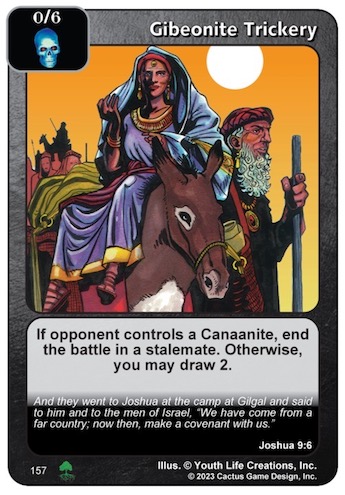 0/6
Gibeonite Trickery
If opponent controls a Canaanite, end
the battle in a stalemate. Otherwise,
you may draw 2.
And they went to Joshua at the camp at Gilgal and said
to him and to the men of Israel, “We have come from a
far country; now then, make a covenant with us.”
Joshua 9:6
157
Illus. © Youth Life Creations, Inc.
© 2023 Cactus Game Design, Inc.